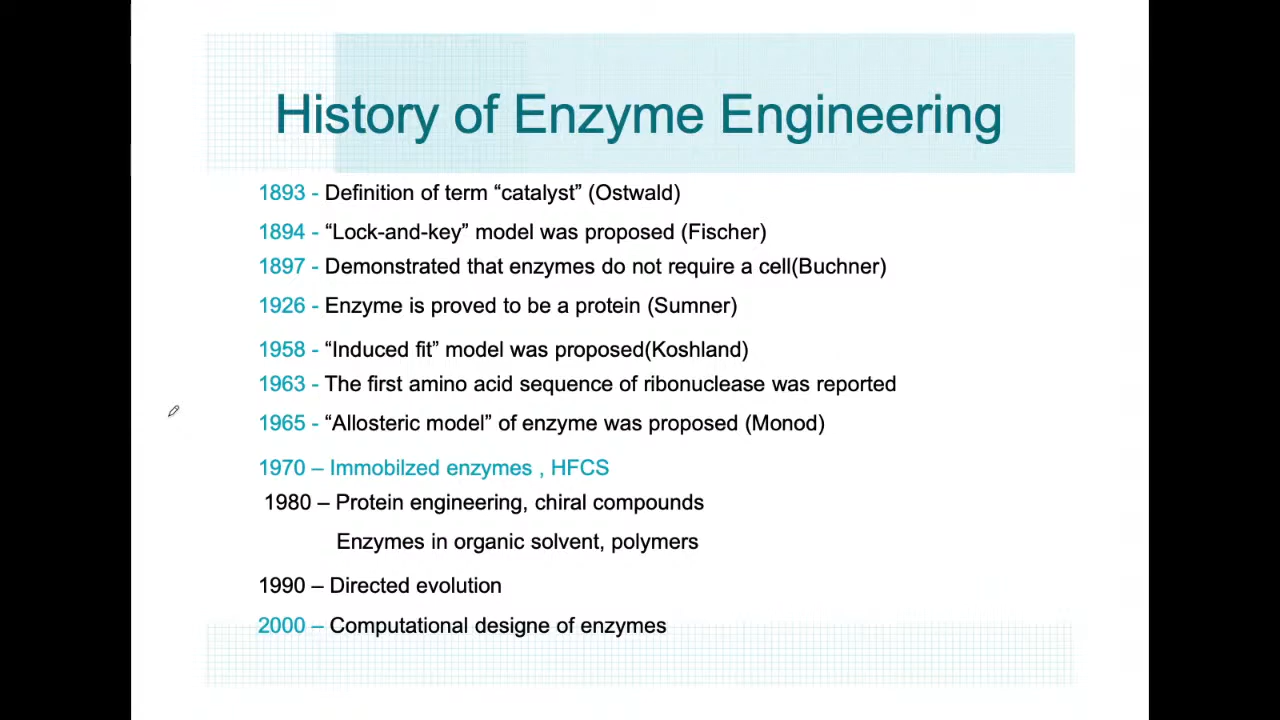 History of Enzyme Engineering
1893 - Definition of term “catalyst” (Ostwald)
1894 - “Lock-and-key” model was proposed (Fischer)
1897 - Demonstrated that enzymes do not require a cell(Buchner)
1926 - Enzyme is proved to be a protein (Sumner)
1958 - “Induced fit” model was proposed(Koshland)
1963 - The first amino acid sequence of ribonuclease was reported
1965 - “Allosteric model” of enzyme was proposed (Monod)
1970 – Immobilzed enzymes , HFCS
1980 – Protein engineering, chiral compounds
Enzymes in organic solvent, polymers
1990 – Directed evolution
2000 – Computational designe of enzymes